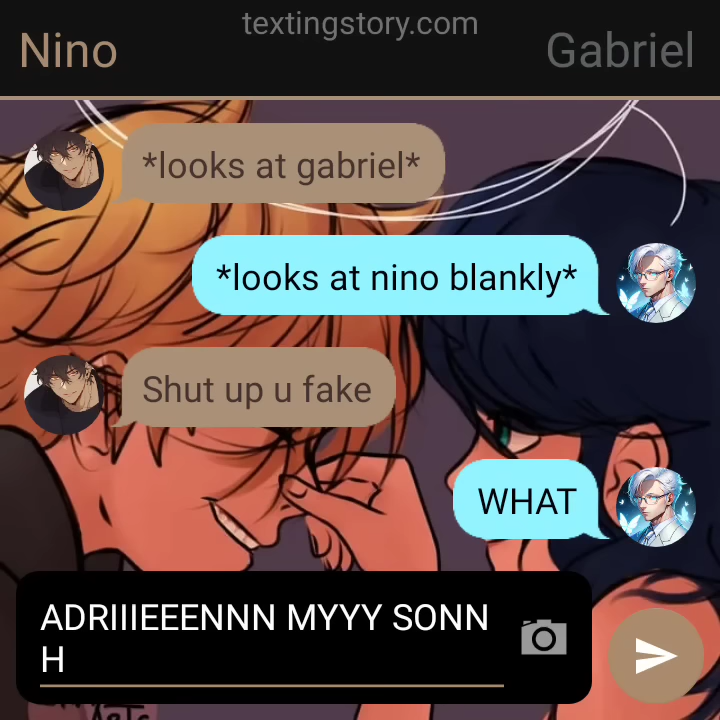 textingstory.com
Nino
Gabriel
*looks at gabriel*
*looks at nino blankly*
Shut up u fake
WHAT
ADRIIIEEENNN MYYY SONN
H